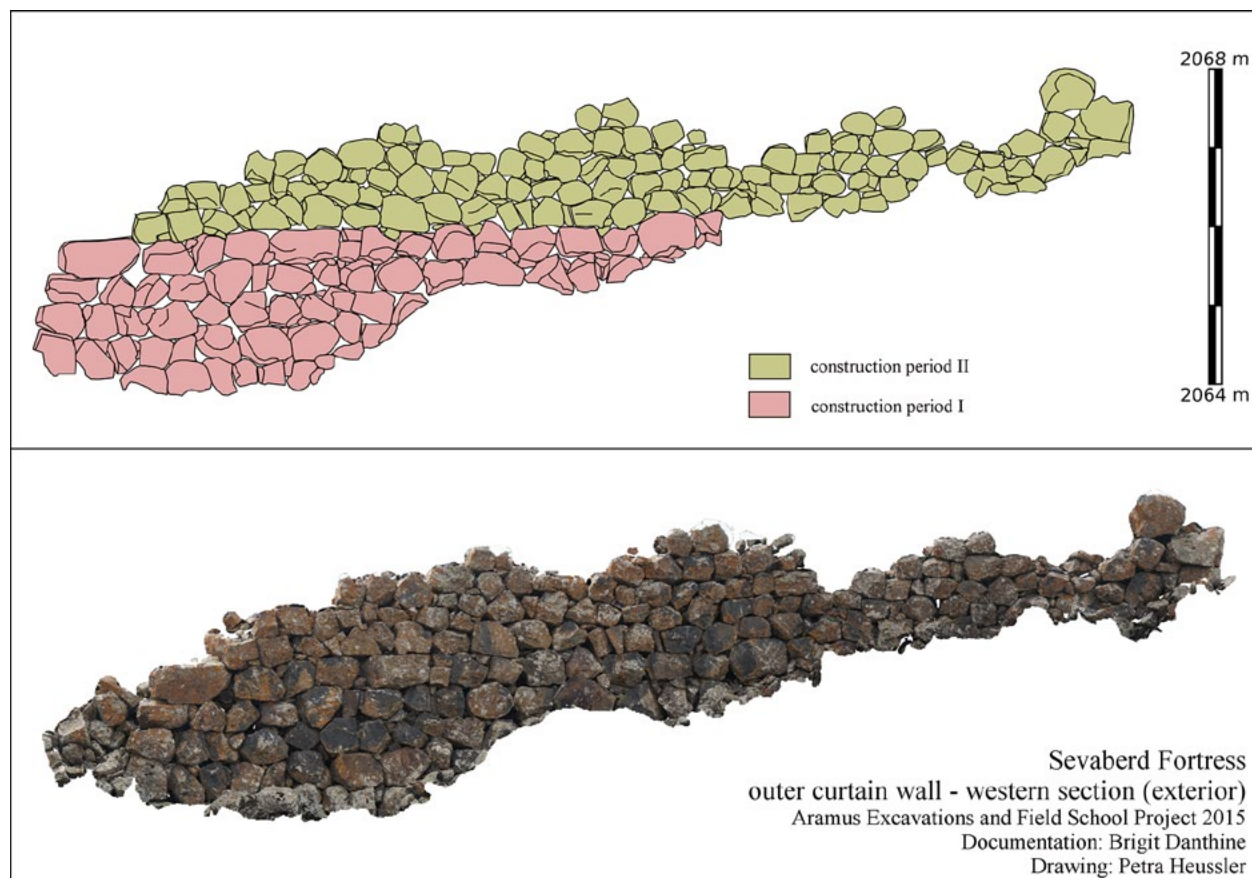 2068 m
construction period II
construction period I
2064 m
Sevaberd Fortress
outer curtain wall - western section (exterior)
Aramus Excavations and Field School Project 2015
Documentation: Brigit Danthine
Drawing: Petra Heussler